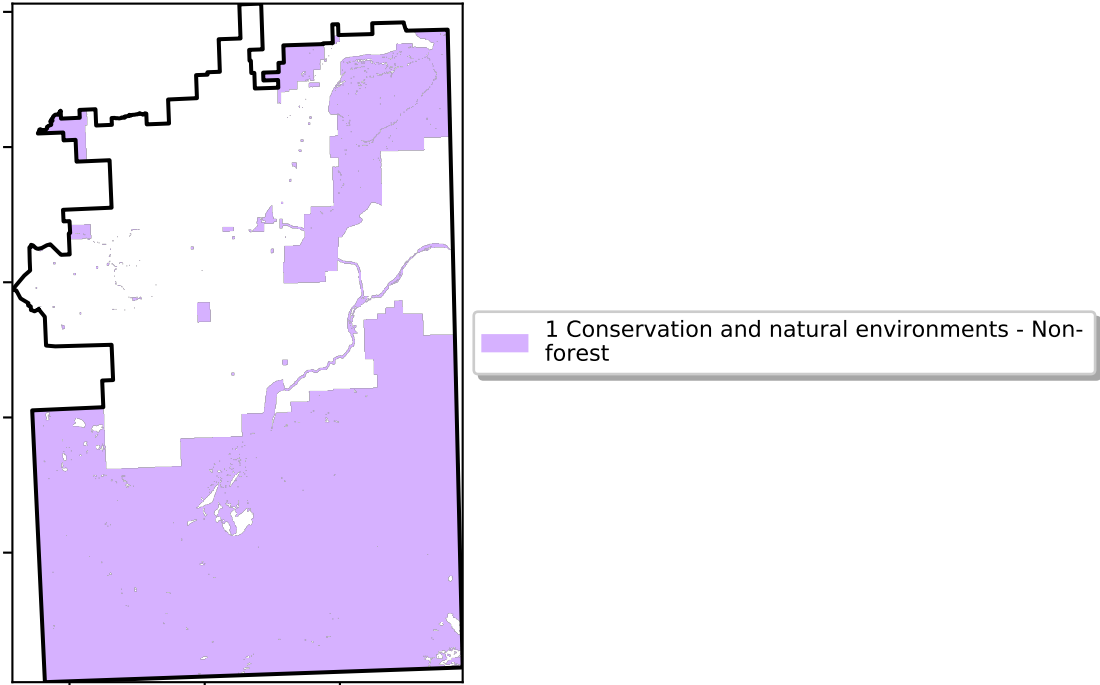 1 Conservation and natural environments - Non-
forest